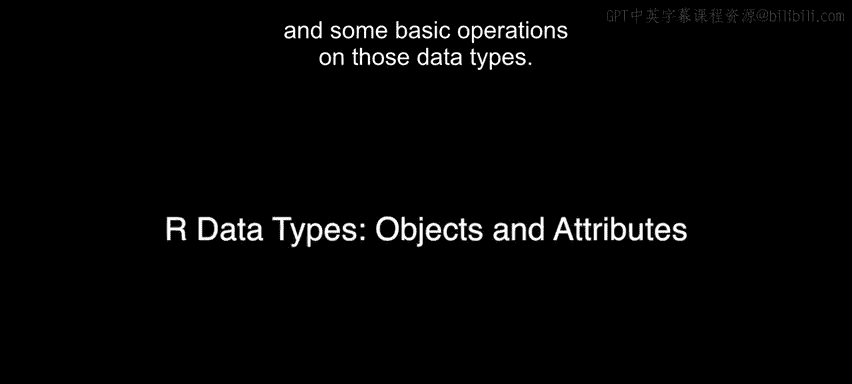 GPT中英字幕课程资源@bilibili.com
and some basic operations
on those data types.
R Data Types: Objects and Attributes